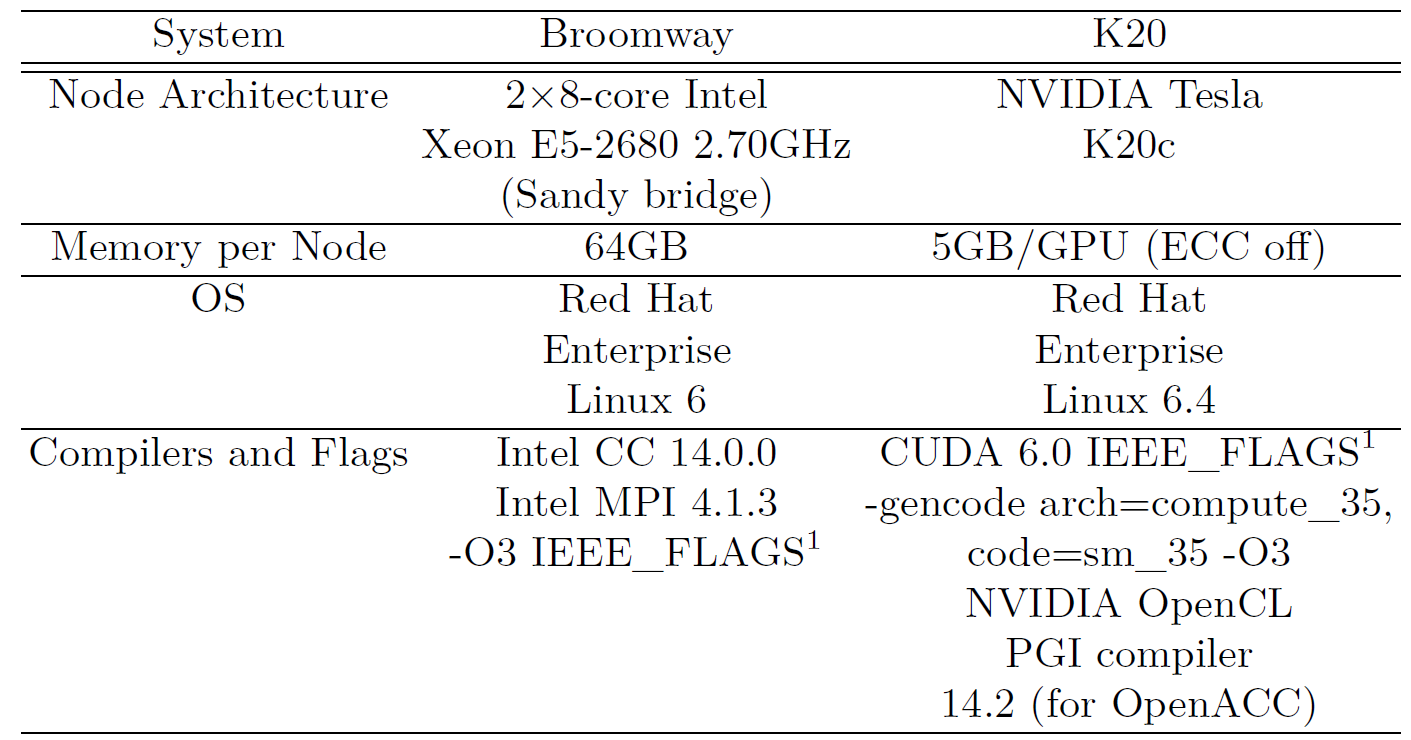 System Broomway K20
Node Architecture 2×8-core Intel NVIDIA Tesla
Xeon E5-2680 2.70GHz K20c
(Sandy bridge)
Memory per Node 64GB 5GB/GPU (ECC off)
OS Red Hat Red Hat
Enterprise Enterprise
Linux 6 Linux 6.4
Compilers and Flags Intel CC 14.0.0 CUDA 6.0 IEEE_FLAGS¹
Intel MPI 4.1.3 -gencode arch=compute_35,
-O3 IEEE_FLAGS¹ code=sm_35 -O3
NVIDIA OpenCL
PGI compiler
14.2 (for OpenACC)